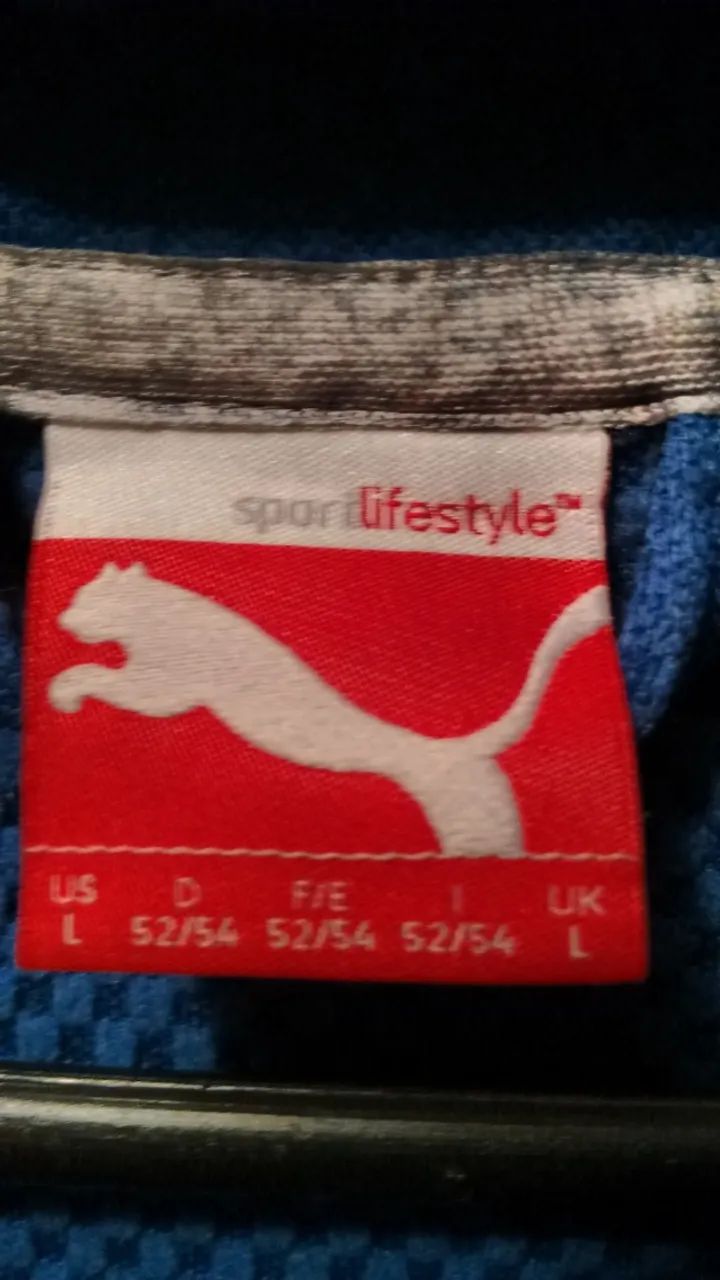 sportlifestyle™
US D F/E I UK
L 52/54 52/54 52/54 L